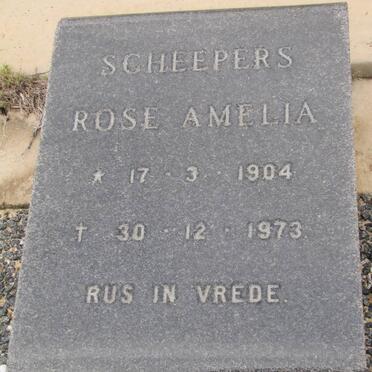 SCHEEPERS
ROSE AMELIA
* 17 · 3 · 1904
† 30 · 12 · 1973
RUS IN VREDE.